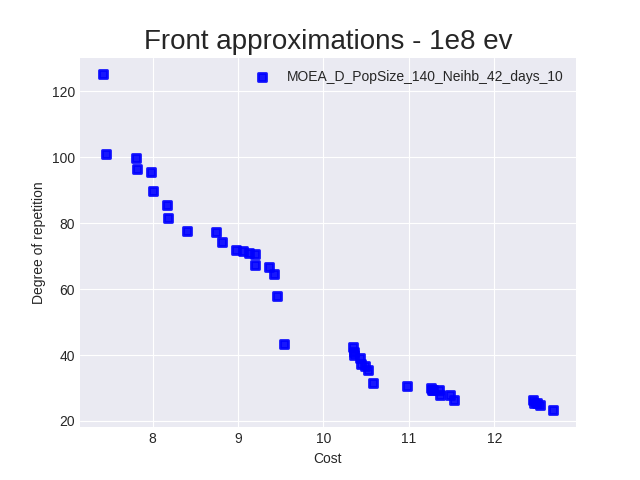 Front approximations - 1e8 ev
MOEA_D_PopSize_140_Neihb_42_days_10
Degree of repetition
120
100
80
60
40
20
8 9 10 11 12
Cost